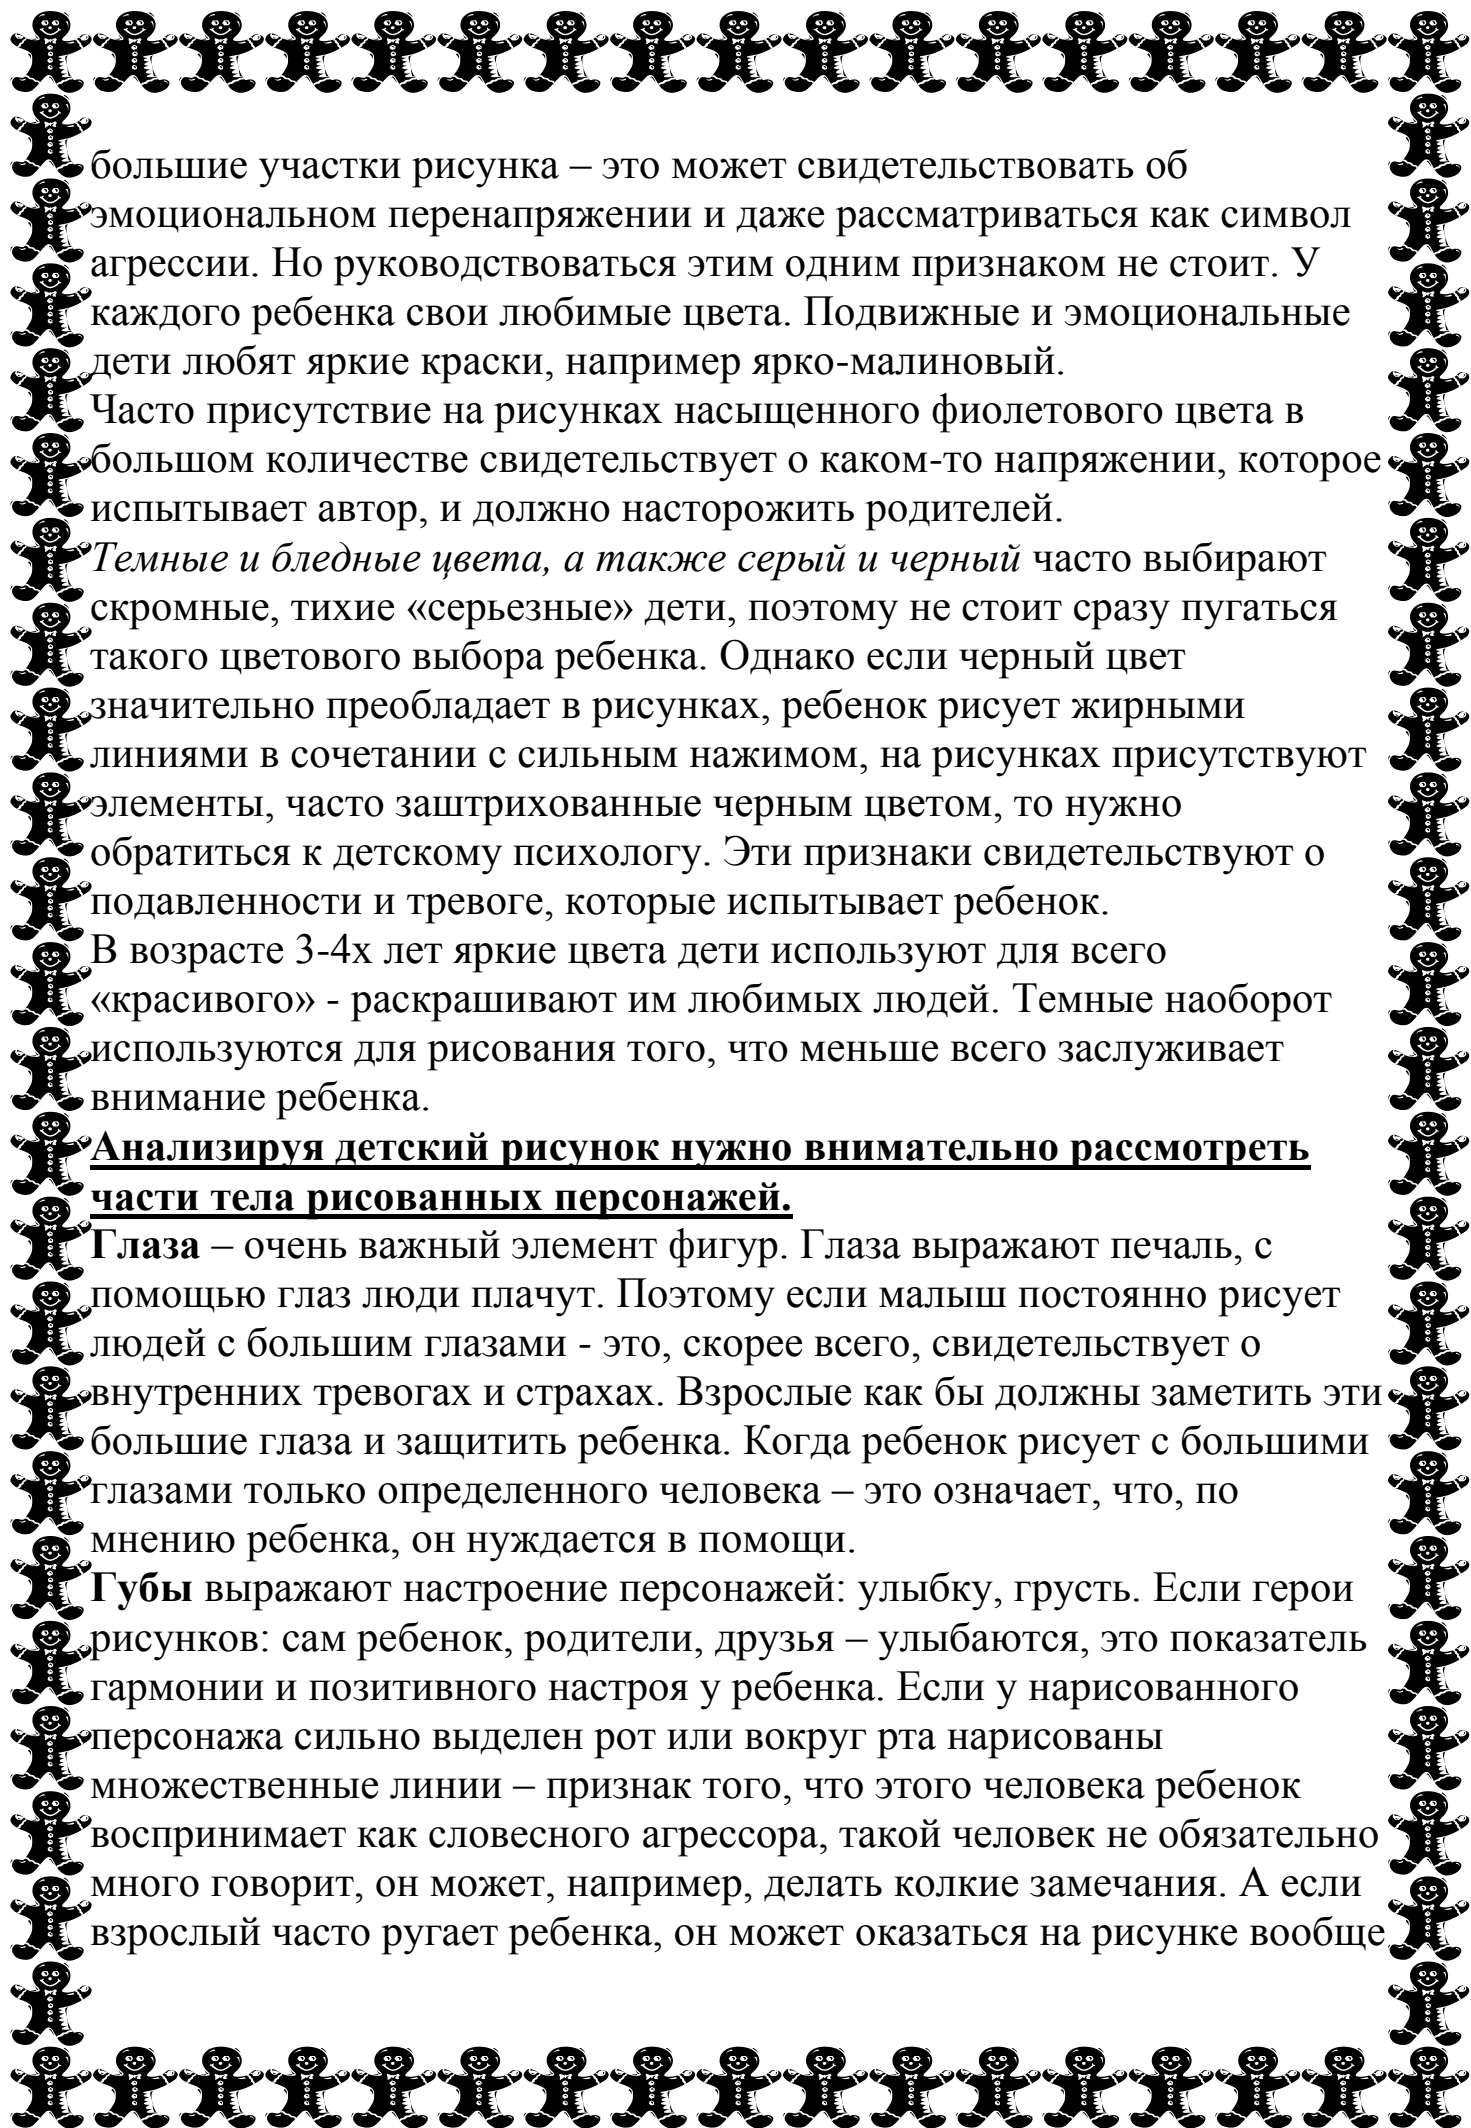 большие участки рисунка – это может свидетельствовать об
эмоциональном перенапряжении и даже рассматриваться как символ
агрессии. Но руководствоваться этим одним признаком не стоит. У
каждого ребенка свои любимые цвета. Подвижные и эмоциональные
дети любят яркие краски, например ярко-малиновый.
Часто присутствие на рисунках насыщенного фиолетового цвета в
большом количестве свидетельствует о каком-то напряжении, которое
испытывает автор, и должно насторожить родителей.
Темные и бледные цвета, а также серый и черный часто выбирают
скромные, тихие «серьезные» дети, поэтому не стоит сразу пугаться
такого цветового выбора ребенка. Однако если черный цвет
значительно преобладает в рисунках, ребенок рисует жирными
линиями в сочетании с сильным нажимом, на рисунках присутствуют
элементы, часто заштрихованные черным цветом, то нужно
обратиться к детскому психологу. Эти признаки свидетельствуют о
подавленности и тревоге, которые испытывает ребенок.
В возрасте 3-4х лет яркие цвета дети используют для всего
«красивого» - раскрашивают им любимых людей. Темные наоборот
используются для рисования того, что меньше всего заслуживает
внимание ребенка.
Анализируя детский рисунок нужно внимательно рассмотреть
части тела рисованных персонажей.
Глаза – очень важный элемент фигур. Глаза выражают печаль, с
помощью глаз люди плачут. Поэтому если малыш постоянно рисует
людей с большим глазами - это, скорее всего, свидетельствует о
внутренних тревогах и страхах. Взрослые как бы должны заметить эти
большие глаза и защитить ребенка. Когда ребенок рисует с большими
глазами только определенного человека – это означает, что, по
мнению ребенка, он нуждается в помощи.
Губы выражают настроение персонажей: улыбку, грусть. Если герои
рисунков: сам ребенок, родители, друзья – улыбаются, это показатель
гармонии и позитивного настроя у ребенка. Если у нарисованного
персонажа сильно выделен рот или вокруг рта нарисованы
множественные линии – признак того, что этого человека ребенок
воспринимает как словесного агрессора, такой человек не обязательно
много говорит, он может, например, делать колкие замечания. А если
взрослый часто ругает ребенка, он может оказаться на рисунке вообще